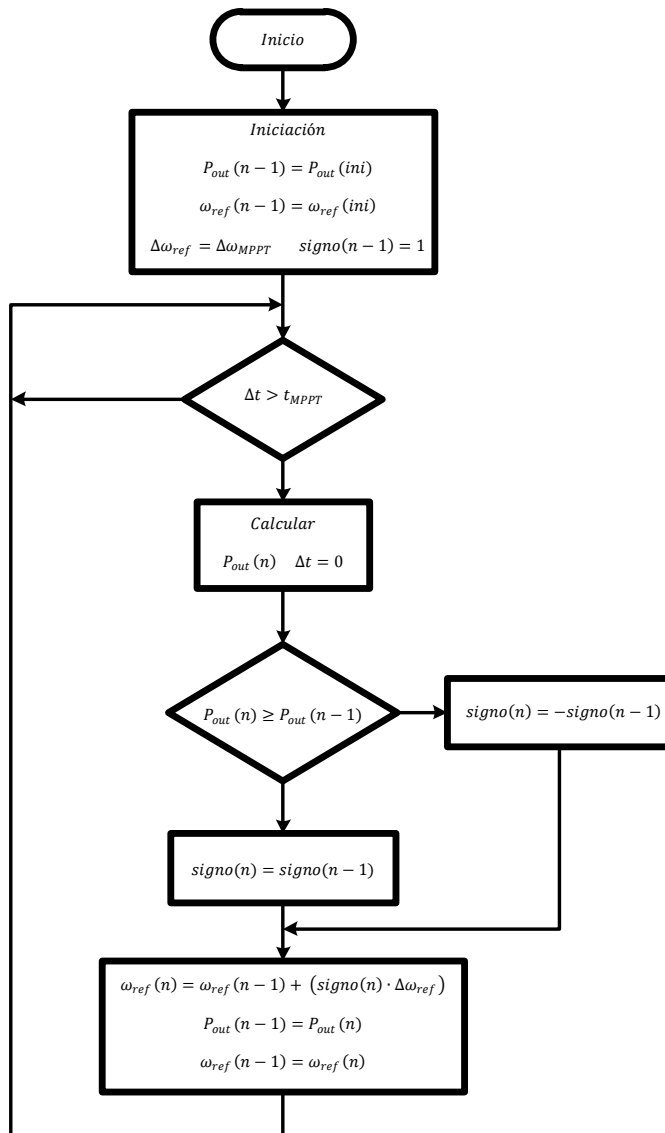 Inicio
Iniciación
P_out(n − 1) = P_out(ini)
ω_ref(n − 1) = ω_ref(ini)
Δω_ref = Δω_MPPT signo(n − 1) = 1
Δt > t_MPPT
Calcular
P_out(n) Δt = 0
P_out(n) ≥ P_out(n − 1)
signo(n) = −signo(n − 1)
signo(n) = signo(n − 1)
ω_ref(n) = ω_ref(n − 1) + (signo(n) · Δω_ref)
P_out(n − 1) = P_out(n)
ω_ref(n − 1) = ω_ref(n)